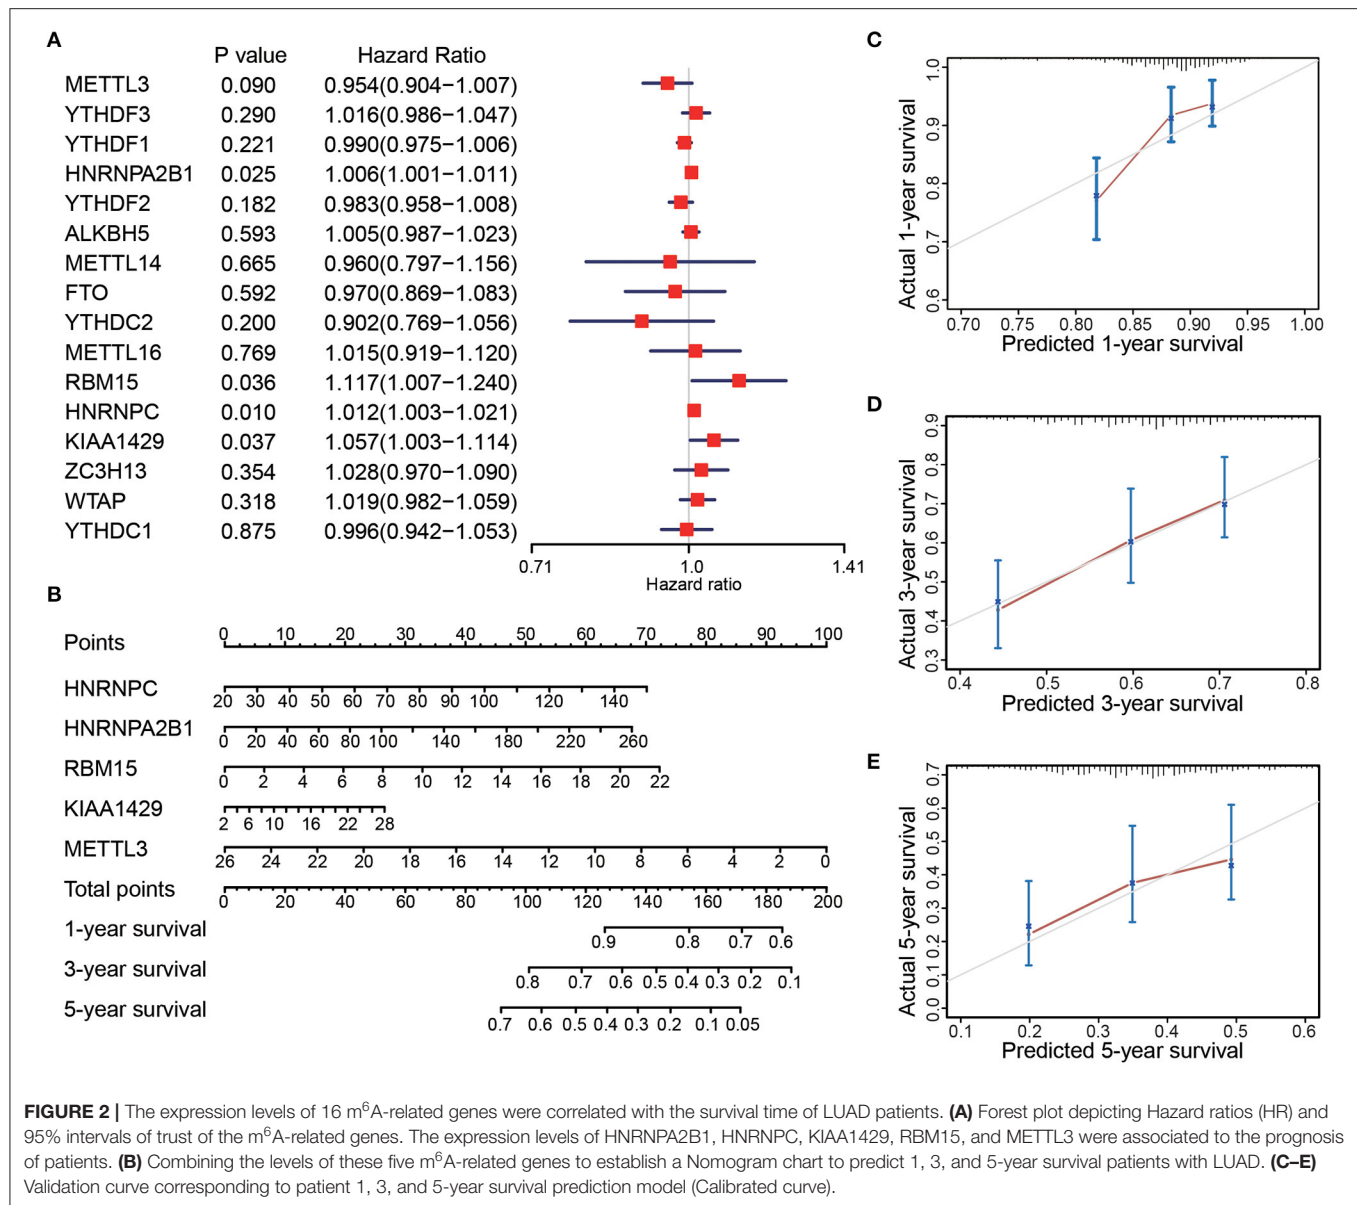 A
P value Hazard Ratio
METTL3 0.090 0.954(0.904−1.007)
YTHDF3 0.290 1.016(0.986−1.047)
YTHDF1 0.221 0.990(0.975−1.006)
HNRNPA2B1 0.025 1.006(1.001−1.011)
YTHDF2 0.182 0.983(0.958−1.008)
ALKBH5 0.593 1.005(0.987−1.023)
METTL14 0.665 0.960(0.797−1.156)
FTO 0.592 0.970(0.869−1.083)
YTHDC2 0.200 0.902(0.769−1.056)
METTL16 0.769 1.015(0.919−1.120)
RBM15 0.036 1.117(1.007−1.240)
HNRNPC 0.010 1.012(1.003−1.021)
KIAA1429 0.037 1.057(1.003−1.114)
ZC3H13 0.354 1.028(0.970−1.090)
WTAP 0.318 1.019(0.982−1.059)
YTHDC1 0.875 0.996(0.942−1.053)
0.71 1.0 1.41
Hazard ratio
B
Points 0 10 20 30 40 50 60 70 80 90 100
HNRNPC
20 30 40 50 60 70 80 90 100 120 140
HNRNPA2B1
0 20 40 60 80 100 140 180 220 260
RBM15
0 2 4 6 8 10 12 14 16 18 20 22
KIAA1429
2 6 10 16 22 28
METTL3
26 24 22 20 18 16 14 12 10 8 6 4 2 0
Total points
0 20 40 60 80 100 120 140 160 180 200
1-year survival
0.9 0.8 0.7 0.6
3-year survival
0.8 0.7 0.6 0.5 0.4 0.3 0.2 0.1
5-year survival
0.7 0.6 0.5 0.4 0.3 0.2 0.1 0.05
C
Actual 1-year survival
0.6 0.7 0.8 0.9 1.0
0.70 0.75 0.80 0.85 0.90 0.95 1.00
Predicted 1-year survival
D
Actual 3-year survival
0.3 0.4 0.5 0.6 0.7 0.8 0.9
0.4 0.5 0.6 0.7 0.8
Predicted 3-year survival
E
Actual 5-year survival
0.0 0.1 0.2 0.3 0.4 0.5 0.6 0.7
0.1 0.2 0.3 0.4 0.5 0.6
Predicted 5-year survival
FIGURE 2 | The expression levels of 16 m⁶A-related genes were correlated with the survival time of LUAD patients. (A) Forest plot depicting Hazard ratios (HR) and
95% intervals of trust of the m⁶A-related genes. The expression levels of HNRNPA2B1, HNRNPC, KIAA1429, RBM15, and METTL3 were associated to the prognosis
of patients. (B) Combining the levels of these five m⁶A-related genes to establish a Nomogram chart to predict 1, 3, and 5-year survival patients with LUAD. (C–E)
Validation curve corresponding to patient 1, 3, and 5-year survival prediction model (Calibrated curve).